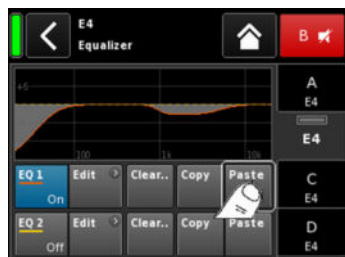 E4
Equalizer
B
+6
100
1k
10k
A
E4
E4
C
E4
D
E4
EQ 1
On
Edit
Clear..
Copy
Paste
EQ 2
Off
Edit
Clear..
Copy
Paste